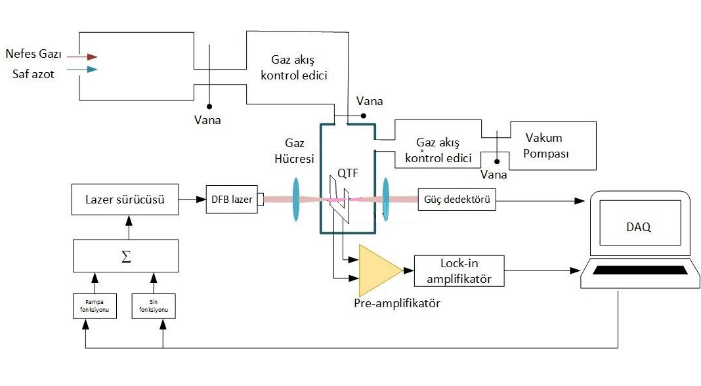 Nefes Gazı
Saf azot
Vana
Gaz akış
kontrol edici
Vana
Gaz
Hücresi
QTF
Gaz akış
kontrol edici
Vana
Vakum
Pompası
Lazer sürücüsü
DFB lazer
Güç dedektörü
DAQ
Σ
Lock-in
amplifikatör
Pre-amplifikatör
Rampa
fonksiyonu
Sin
fonksiyonu